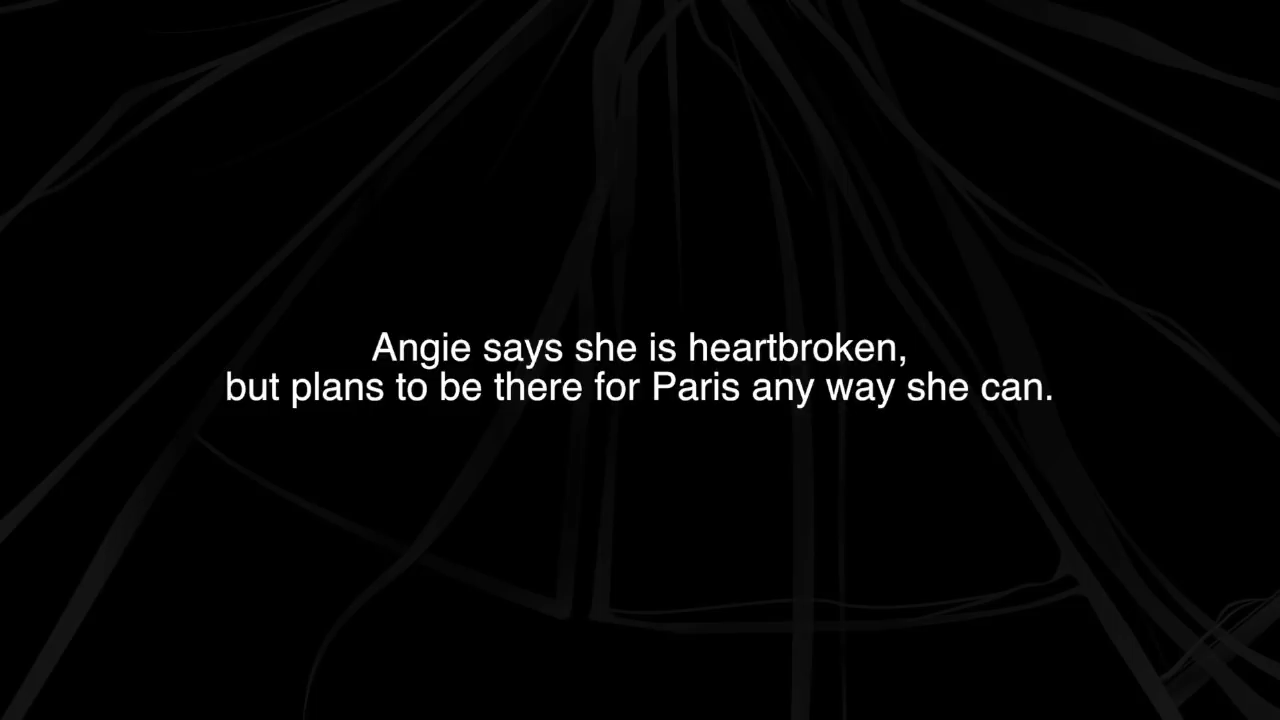 Angie says she is heartbroken,
but plans to be there for Paris any way she can.